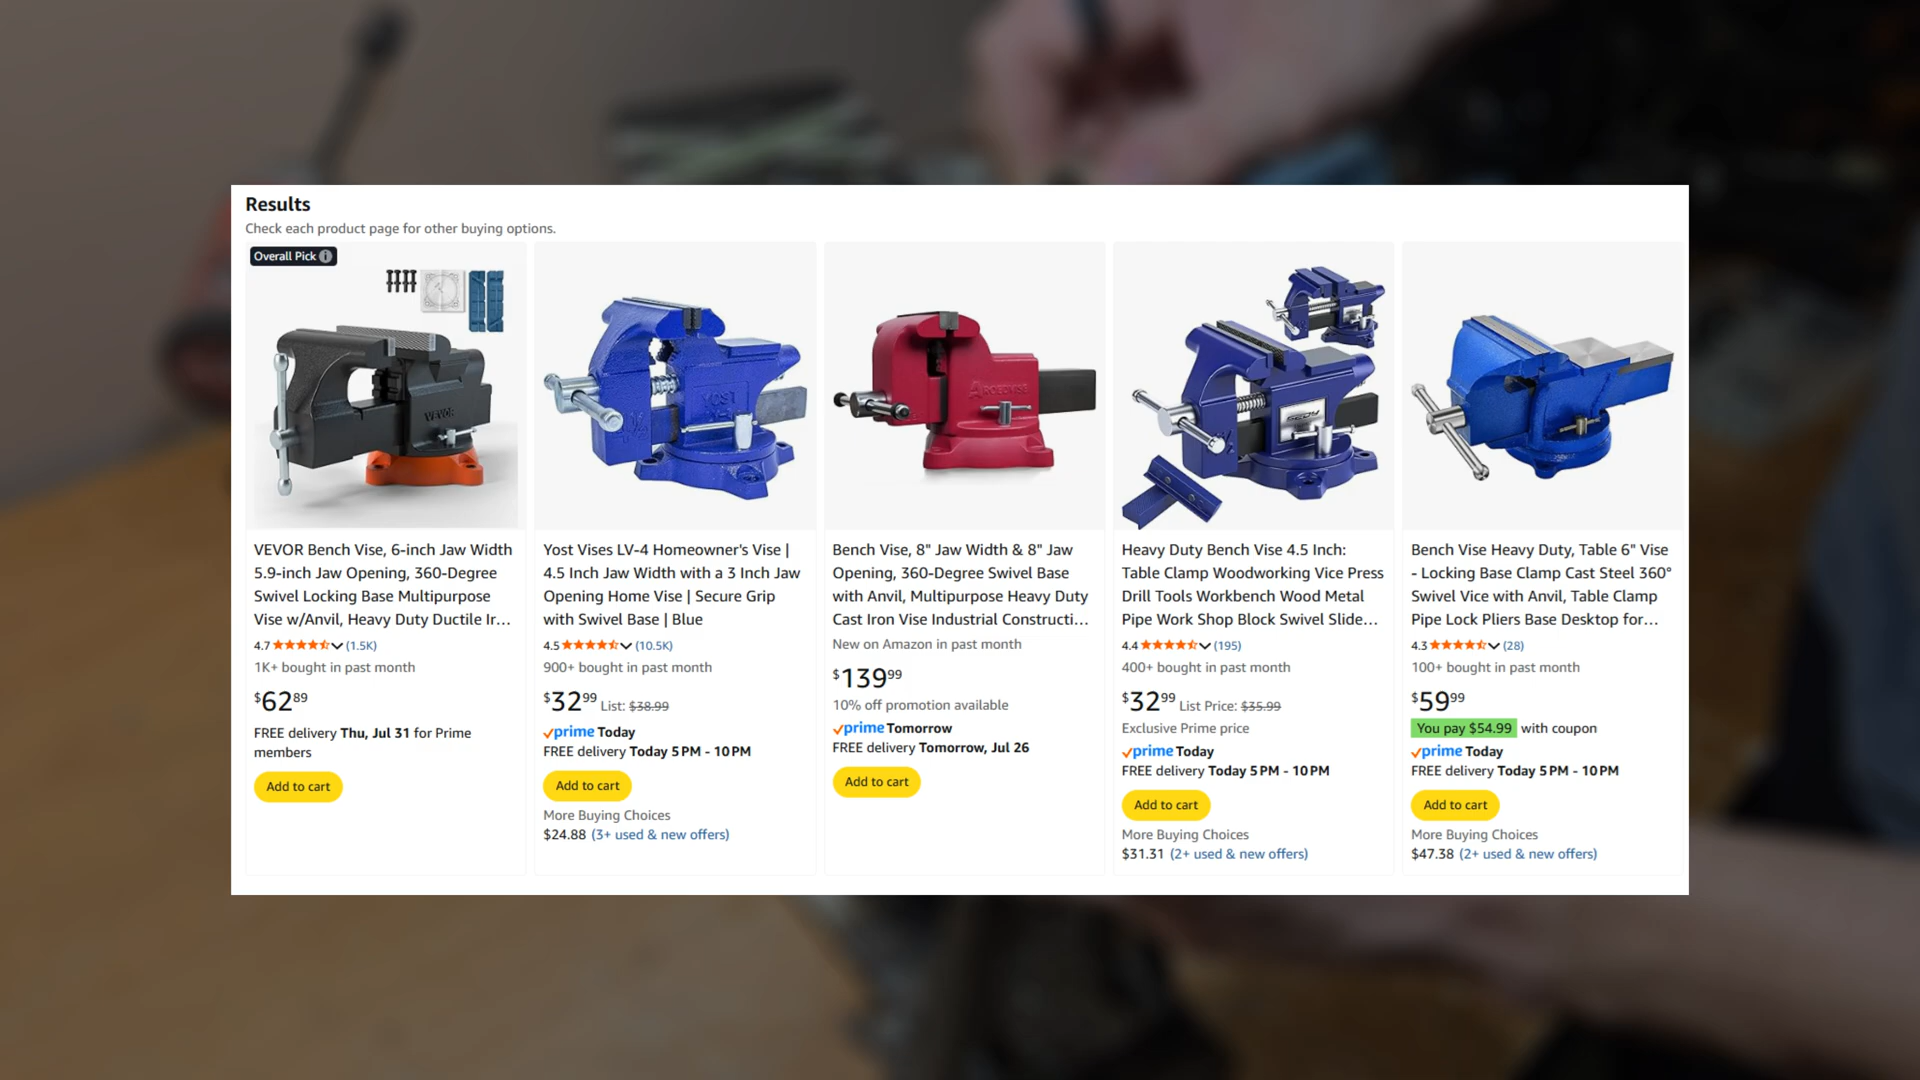 Results
Check each product page for other buying options.
Overall Pick
VEVOR
VEVOR Bench Vise, 6-inch Jaw Width
5.9-inch Jaw Opening, 360-Degree
Swivel Locking Base Multipurpose
Vise w/Anvil, Heavy Duty Ductile Ir...
4.7 (1.5K)
1K+ bought in past month
$62 89
FREE delivery Thu, Jul 31 for Prime
members
Add to cart
YOST
Yost Vises LV-4 Homeowner's Vise |
4.5 Inch Jaw Width with a 3 Inch Jaw
Opening Home Vise | Secure Grip
with Swivel Base | Blue
4.5 (10.5K)
900+ bought in past month
$32 99 List: $38.99
prime Today
FREE delivery Today 5 PM - 10 PM
Add to cart
More Buying Choices
$24.88 (3+ used & new offers)
Bench Vise, 8" Jaw Width & 8" Jaw
Opening, 360-Degree Swivel Base
with Anvil, Multipurpose Heavy Duty
Cast Iron Vise Industrial Constructi...
New on Amazon in past month
$139 99
10% off promotion available
prime Tomorrow
FREE delivery Tomorrow, Jul 26
Add to cart
Heavy Duty Bench Vise 4.5 Inch:
Table Clamp Woodworking Vice Press
Drill Tools Workbench Wood Metal
Pipe Work Shop Block Swivel Slide...
4.4 (195)
400+ bought in past month
$32 99 List Price: $35.99
Exclusive Prime price
prime Today
FREE delivery Today 5 PM - 10 PM
Add to cart
More Buying Choices
$31.31 (2+ used & new offers)
Bench Vise Heavy Duty, Table 6" Vise
- Locking Base Clamp Cast Steel 360°
Swivel Vice with Anvil, Table Clamp
Pipe Lock Pliers Base Desktop for...
4.3 (28)
100+ bought in past month
$59 99
You pay $54.99 with coupon
prime Today
FREE delivery Today 5 PM - 10 PM
Add to cart
More Buying Choices
$47.38 (2+ used & new offers)